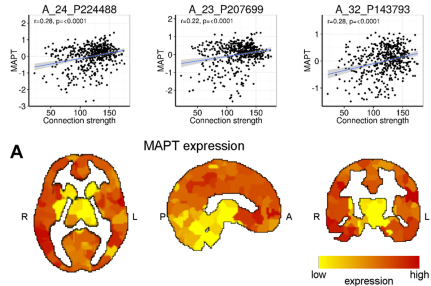 A_24_P224488 A_23_P207699 A_32_P143793
r=0.28, p=<0.0001 r=0.22, p=<0.0001 r=0.28, p=<0.0001
2 2
1 1 1
0 0 0
-1 -1 -1
-2 -2
-3
MAPT MAPT MAPT
50 100 150 50 100 150 50 100 150
Connection strength Connection strength Connection strength
A MAPT expression
R L P A R L
low high
expression